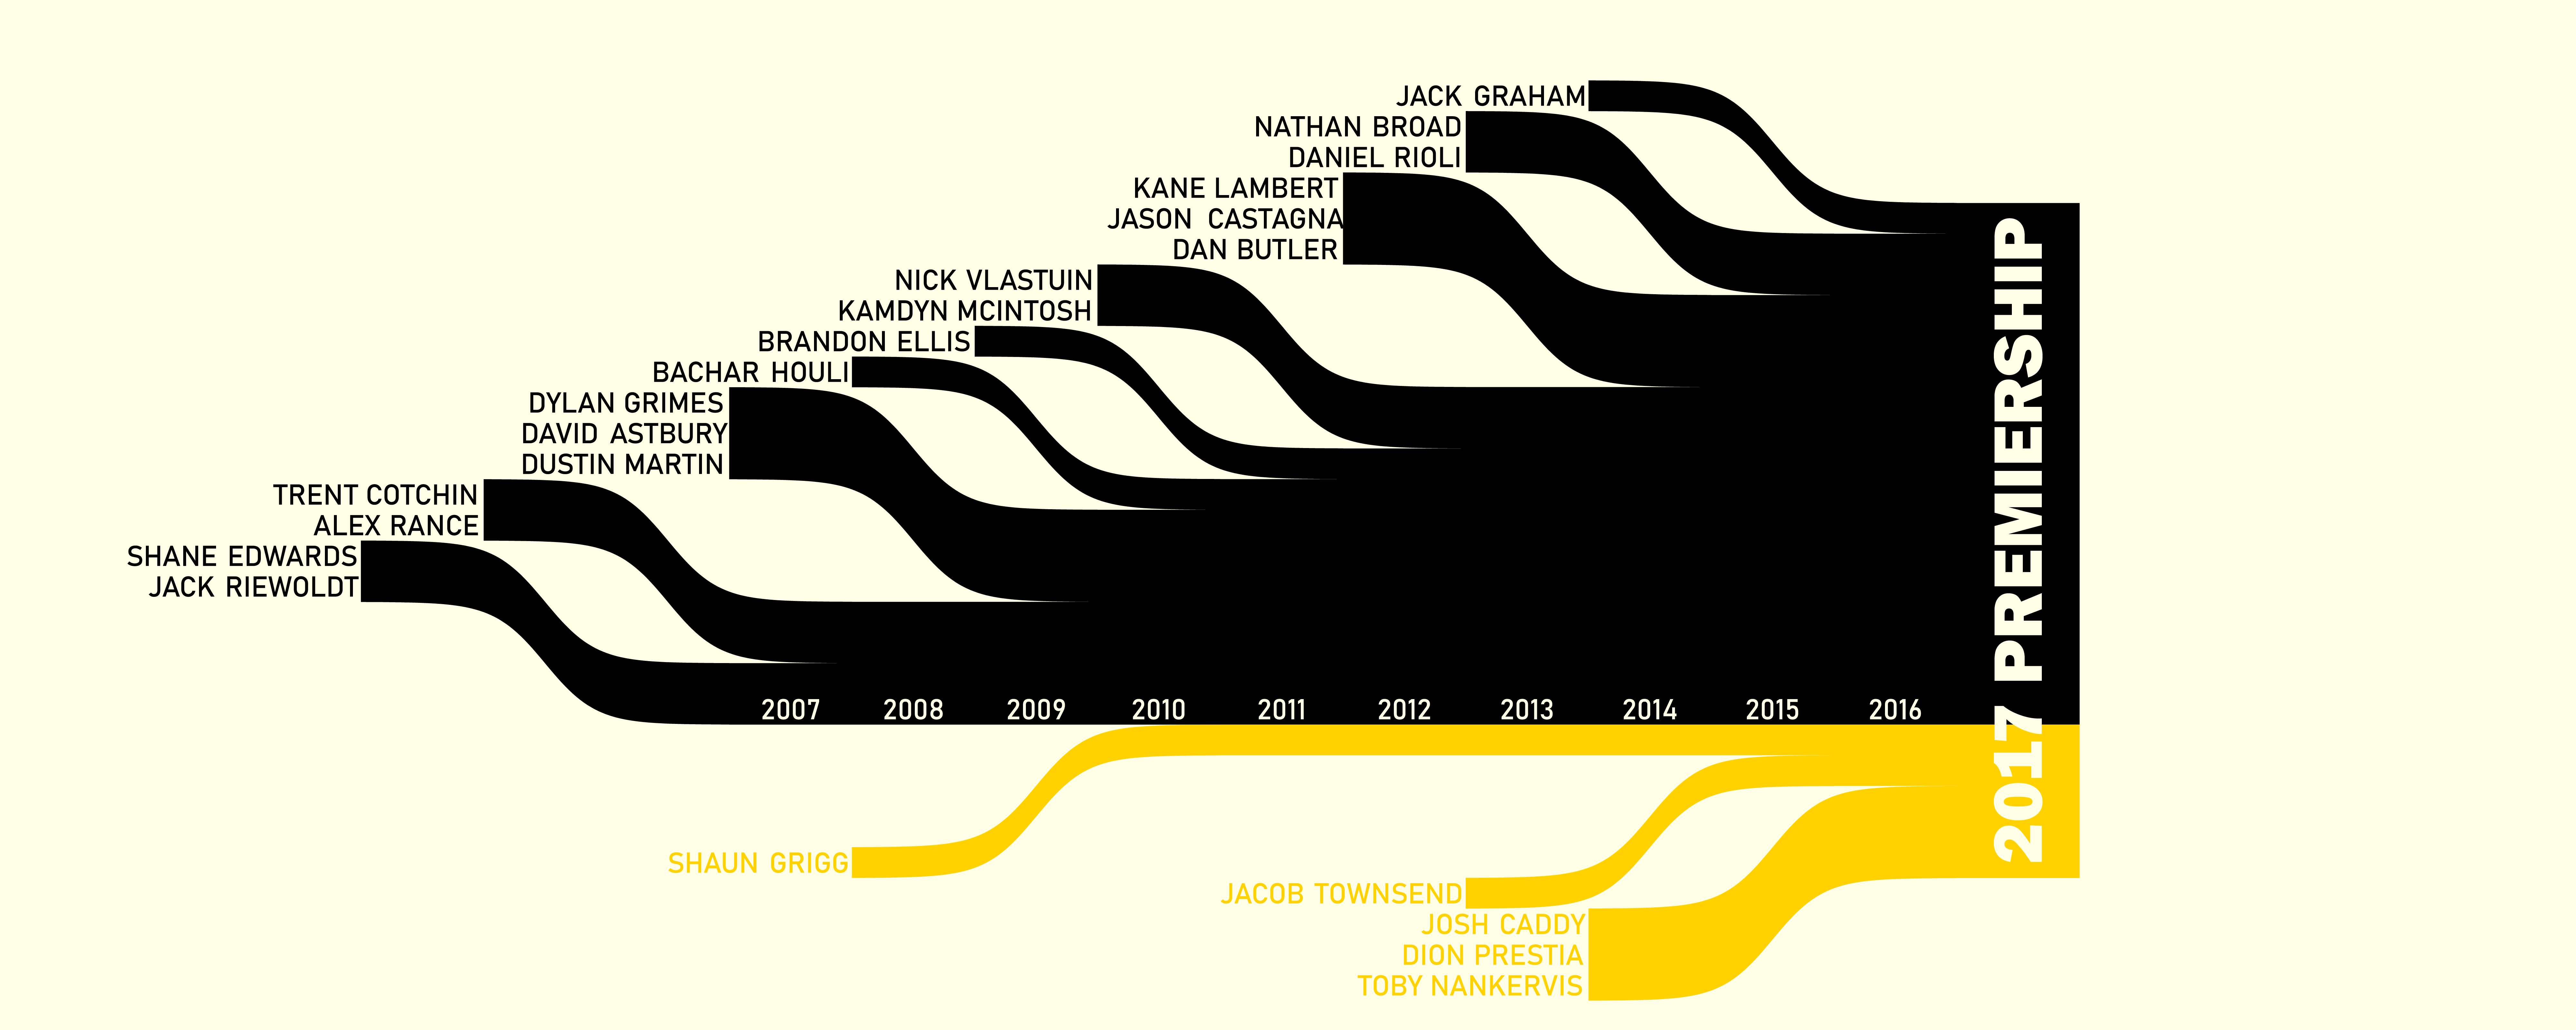 JACK GRAHAM
NATHAN BROAD
DANIEL RIOLI
KANE LAMBERT
JASON CASTAGNA
DAN BUTLER
NICK VLASTUIN
KAMDYN MCINTOSH
BRANDON ELLIS
BACHAR HOULI
DYLAN GRIMES
DAVID ASTBURY
DUSTIN MARTIN
TRENT COTCHIN
ALEX RANCE
SHANE EDWARDS
JACK RIEWOLDT
2007 2008 2009 2010 2011 2012 2013 2014 2015 2016
2017 PREMIERSHIP
SHAUN GRIGG
JACOB TOWNSEND
JOSH CADDY
DION PRESTIA
TOBY NANKERVIS